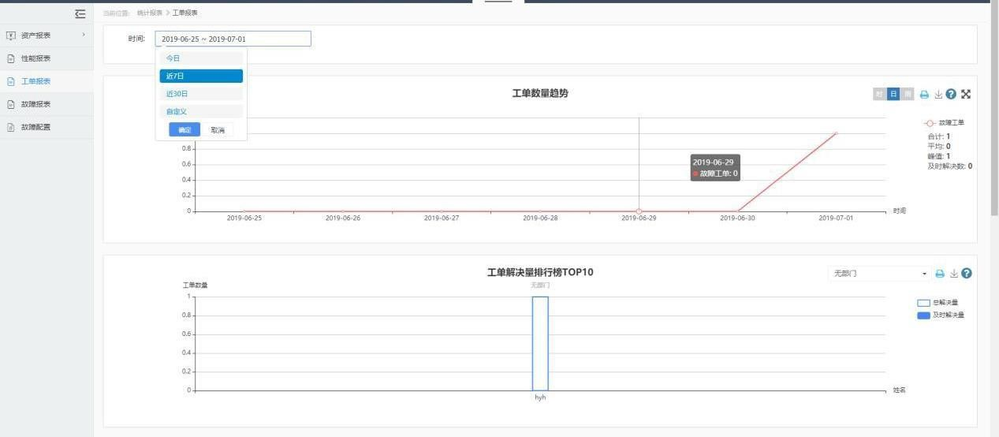 当前位置: 统计报表 > 工单报表
资产报表
性能报表
工单报表
故障报表
故障配置
时间: 2019-06-25 ~ 2019-07-01
今日
近7日
近30日
自定义
确定 取消
工单数量趋势
时 日 周
故障工单
合计: 1
平均: 0
峰值: 1
及时解决数: 0
0.8
0.6
0.4
0.2
0
2019-06-29
故障工单: 0
时间
2019-06-25 2019-06-26 2019-06-27 2019-06-28 2019-06-29 2019-06-30 2019-07-01
工单解决量排行榜TOP10
无部门
无部门
工单数量
总解决量
及时解决量
1
0.8
0.6
0.4
0.2
0
姓名
hyh